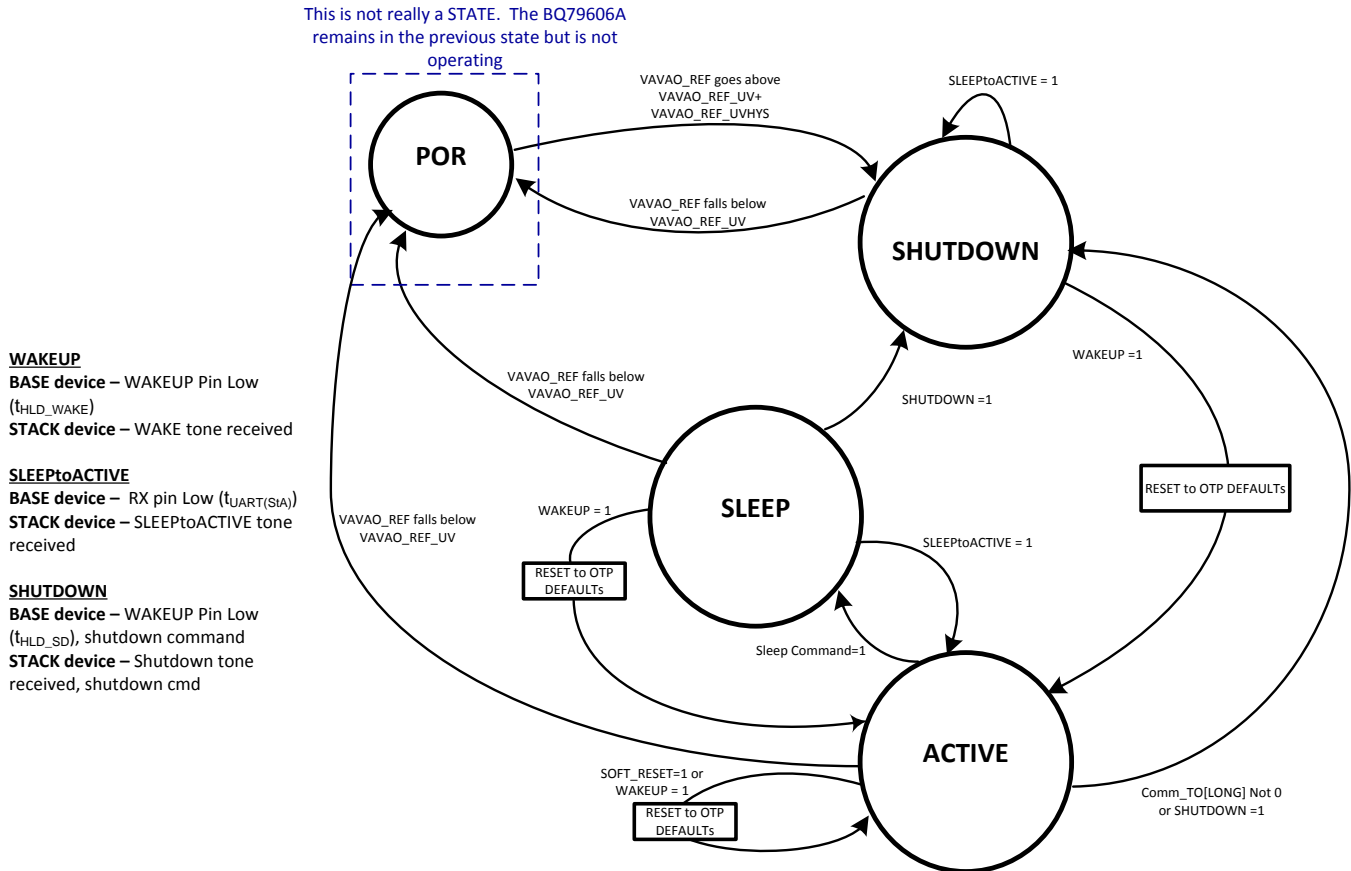 This is not really a STATE. The BQ79606A
remains in the previous state but is not
operating
POR
VAVAO_REF goes above
VAVAO_REF_UV+
VAVAO_REF_UVHYS
SLEEPtoACTIVE = 1
VAVAO_REF falls below
VAVAO_REF_UV
SHUTDOWN
WAKEUP
BASE device – WAKEUP Pin Low
(tHLD_WAKE)
STACK device – WAKE tone received
SLEEPtoACTIVE
BASE device – RX pin Low (tUART(StA))
STACK device – SLEEPtoACTIVE tone
received
SHUTDOWN
BASE device – WAKEUP Pin Low
(tHLD_SD), shutdown command
STACK device – Shutdown tone
received, shutdown cmd
VAVAO_REF falls below
VAVAO_REF_UV
SHUTDOWN =1
WAKEUP =1
RESET to OTP DEFAULTs
SLEEP
WAKEUP = 1
RESET to OTP
DEFAULTs
VAVAO_REF falls below
VAVAO_REF_UV
SLEEPtoACTIVE = 1
Sleep Command=1
ACTIVE
SOFT_RESET=1 or
WAKEUP = 1
RESET to OTP
DEFAULTs
Comm_TO[LONG] Not 0
or SHUTDOWN =1